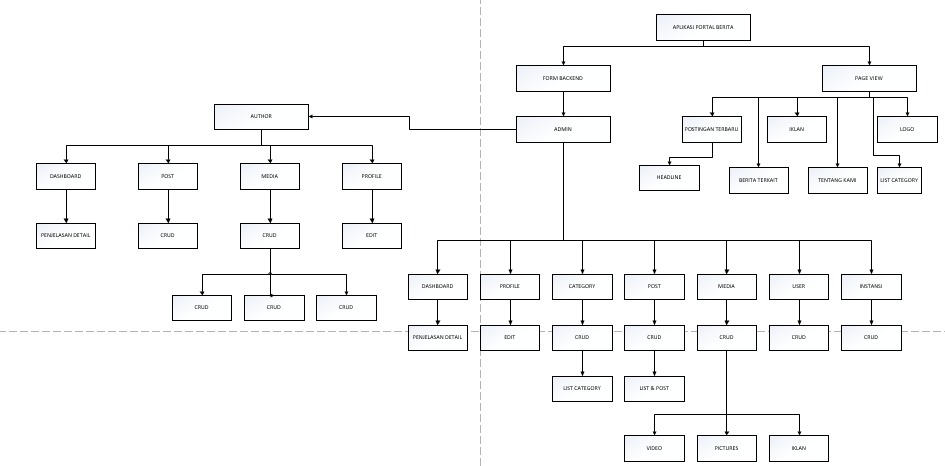 APLIKASI PORTAL BERITA
FORM BACKEND
PAGE VIEW
AUTHOR
ADMIN
POSTINGAN TERBARU
IKLAN
LOGO
DASHBOARD
POST
MEDIA
PROFILE
HEADLINE
BERITA TERKAIT
TENTANG KAMI
LIST CATEGORY
PENJELASAN DETAIL
CRUD
CRUD
EDIT
CRUD
CRUD
CRUD
DASHBOARD
PROFILE
CATEGORY
POST
MEDIA
USER
INSTANSI
PENJELASAN DETAIL
EDIT
CRUD
CRUD
CRUD
CRUD
CRUD
LIST CATEGORY
LIST & POST
VIDEO
PICTURES
IKLAN